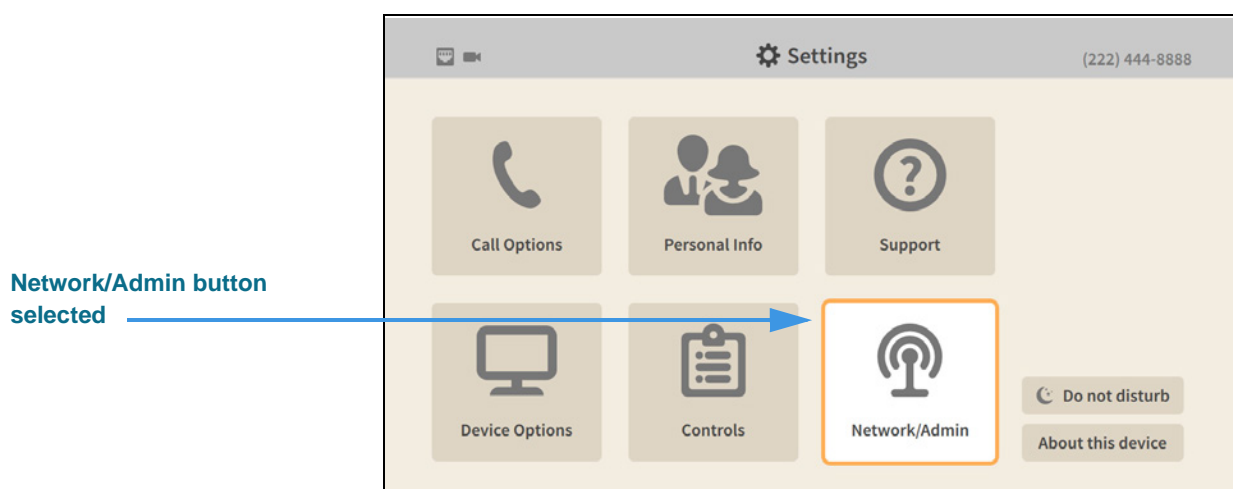 Settings
(222) 444-8888
Call Options
Personal Info
Support
Network/Admin button
selected
Device Options
Controls
Network/Admin
Do not disturb
About this device